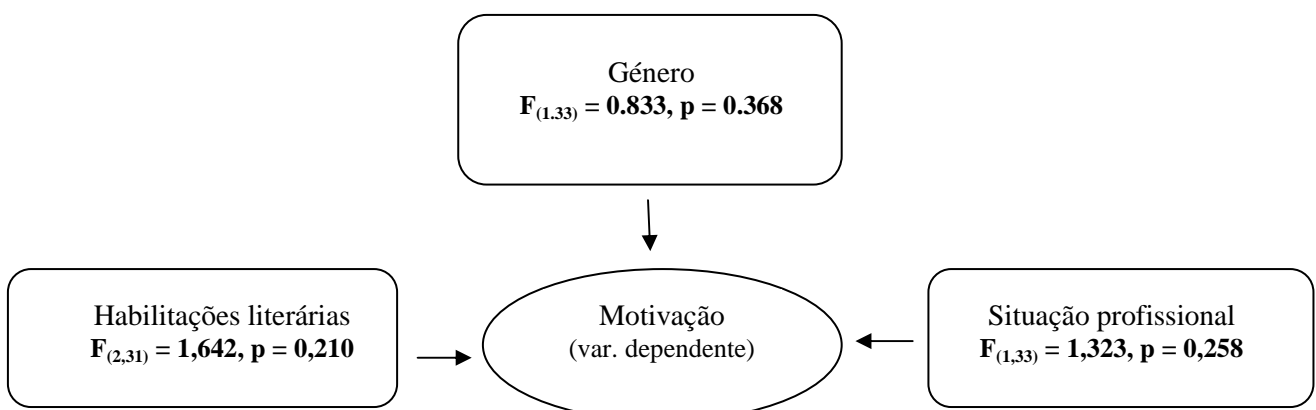 Género
F(1.33) = 0.833, p = 0.368
Habilitações literárias
F(2,31) = 1,642, p = 0,210
Motivação
(var. dependente)
Situação profissional
F(1,33) = 1,323, p = 0,258